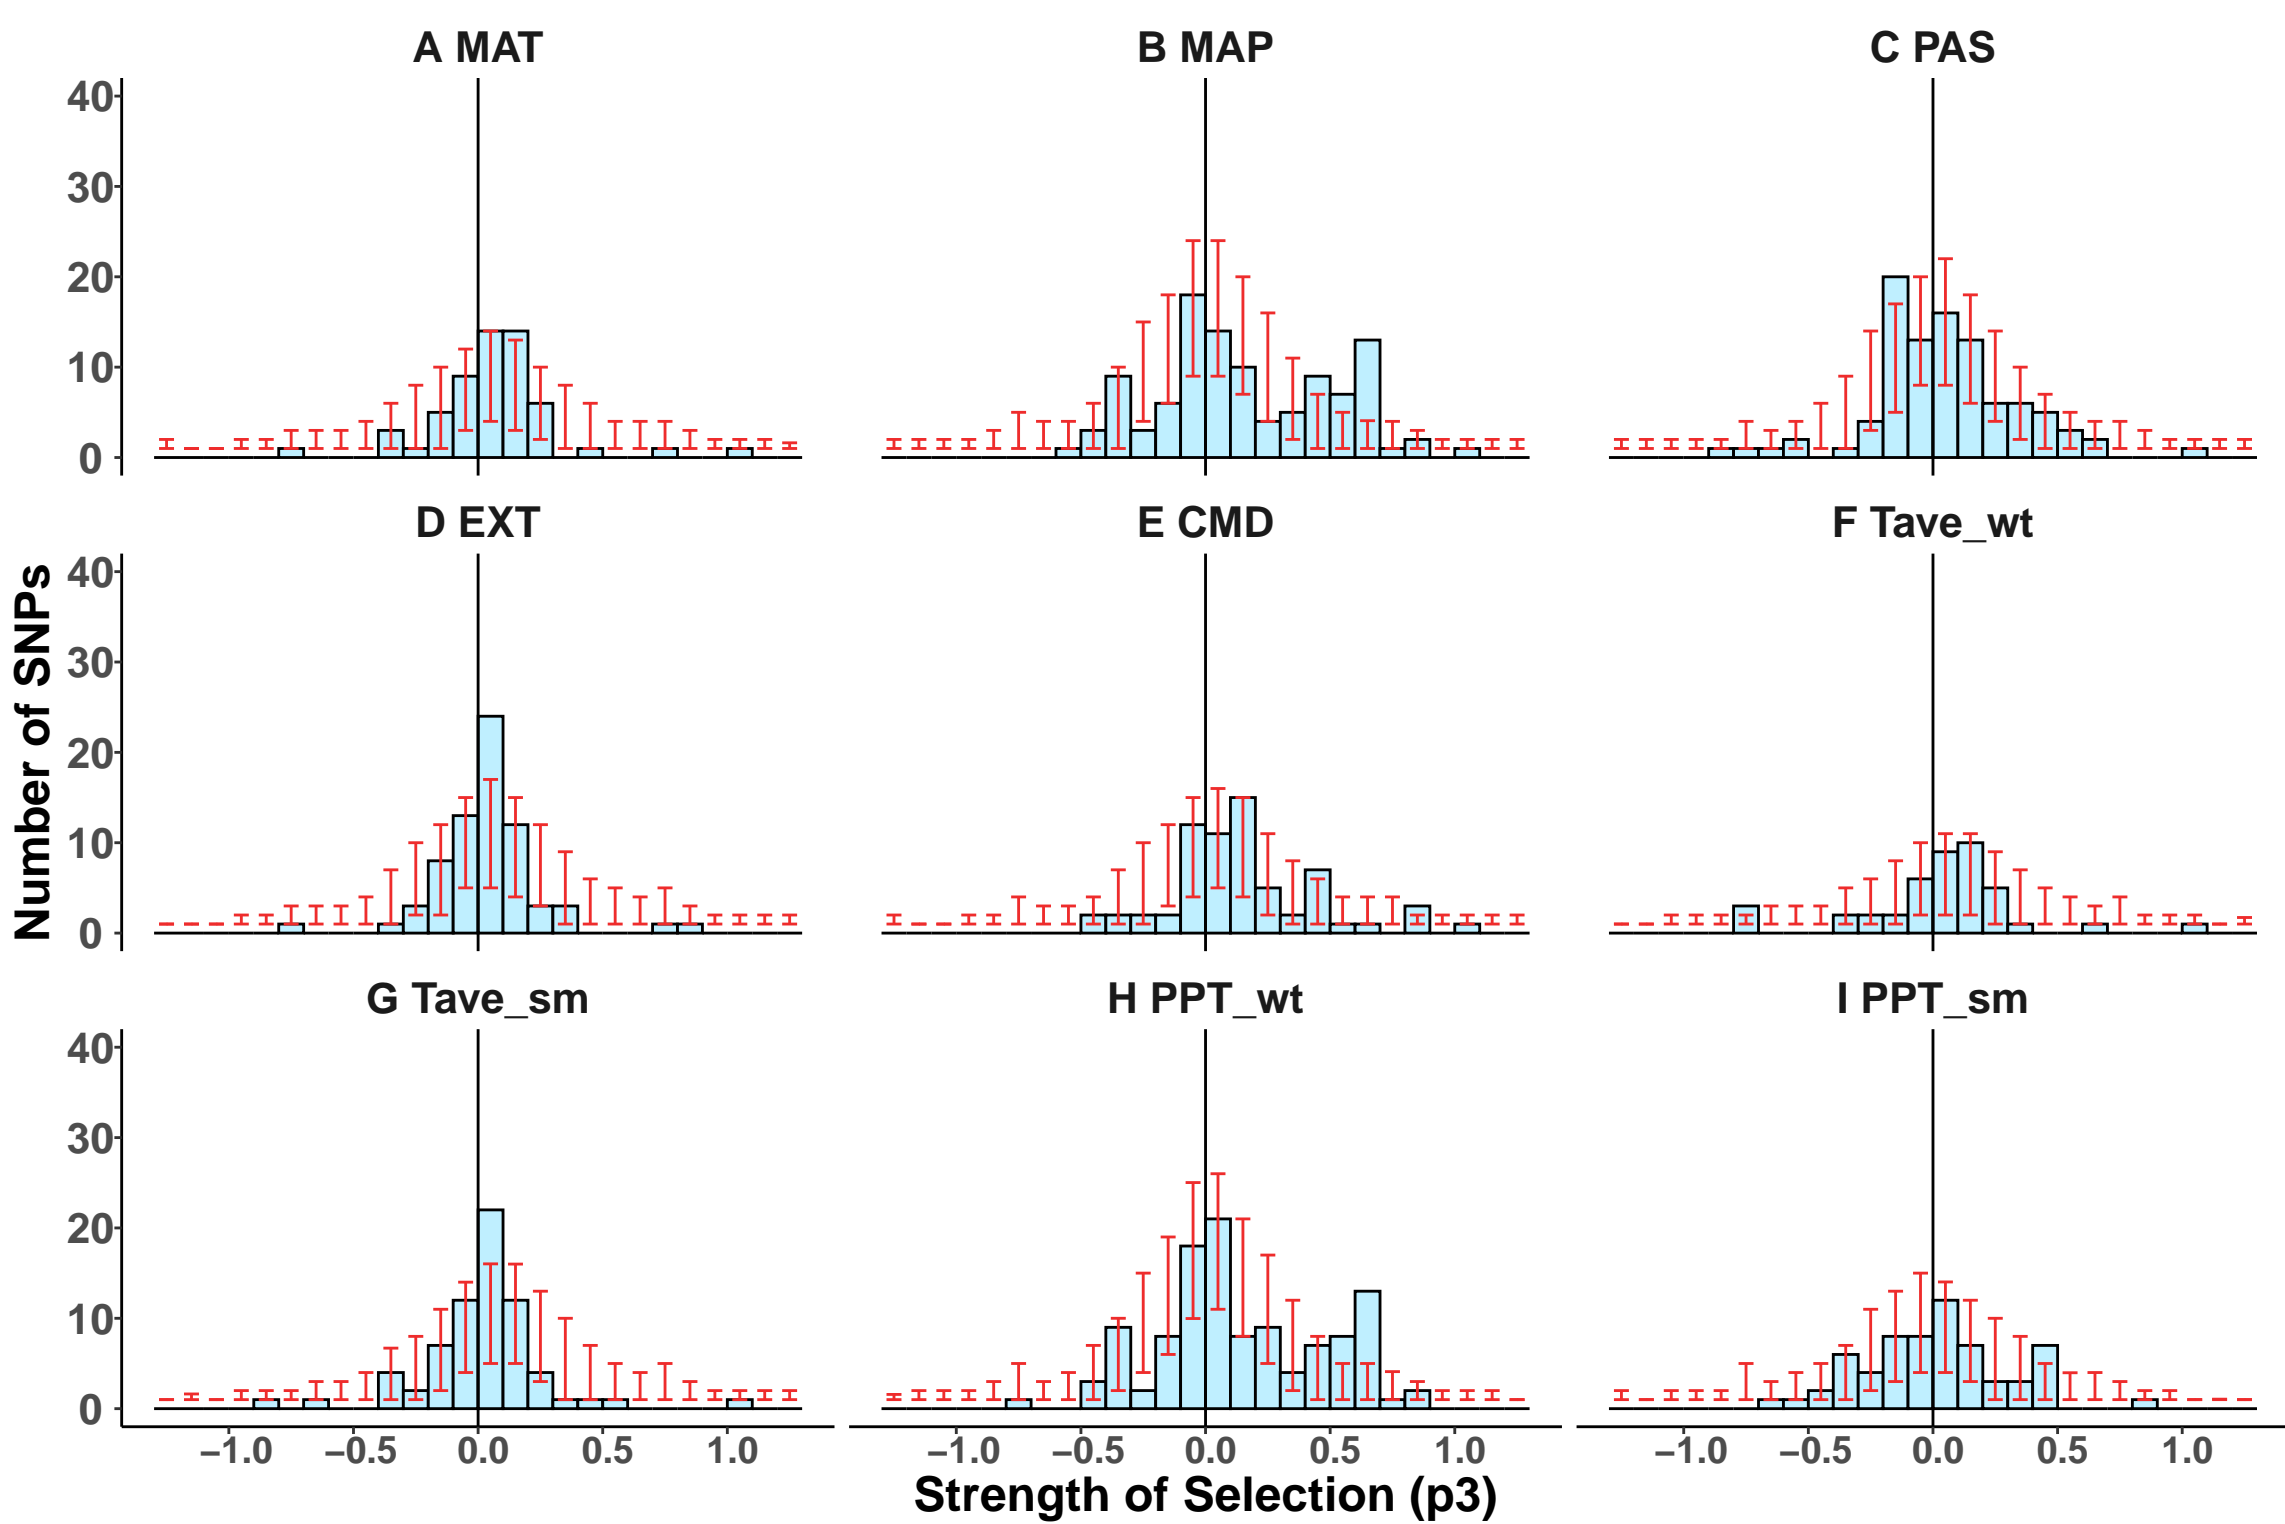 A MAT
B MAP
C PAS
40
30
20
10
0
D EXT
E CMD
F Tave_wt
40
30
20
10
0
G Tave_sm
H PPT_wt
I PPT_sm
40
30
20
10
0
−1.0 −0.5 0.0 0.5 1.0
−1.0 −0.5 0.0 0.5 1.0
−1.0 −0.5 0.0 0.5 1.0
Number of SNPs
Strength of Selection (p3)